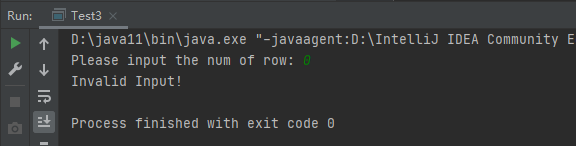 Run: Test3
D:\java11\bin\java.exe "-javaagent:D:\IntelliJ IDEA Community E
Please input the num of row: 0
Invalid Input!
Process finished with exit code 0